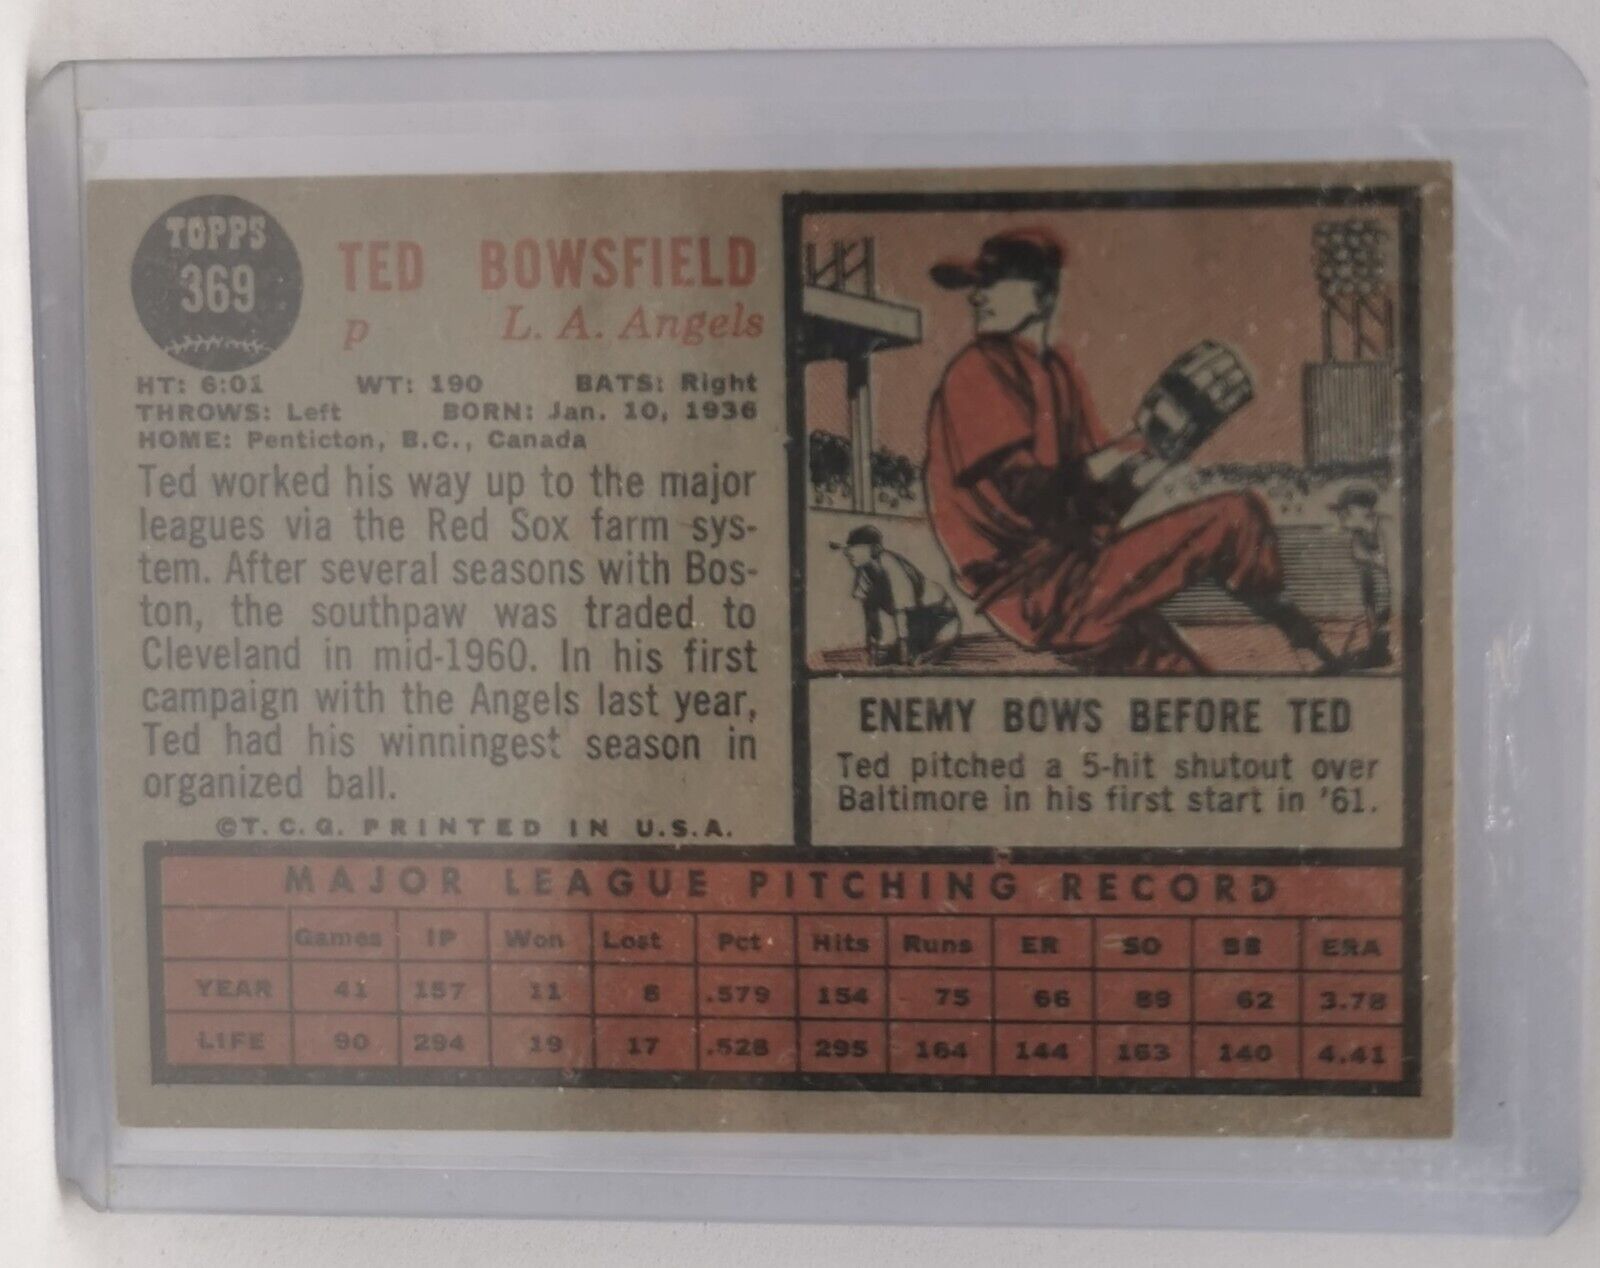 TOPPS
369
TED BOWSFIELD
p L. A. Angels
HT: 6:01 WT: 190 BATS: Right
THROWS: Left BORN: Jan. 10, 1936
HOME: Penticton, B.C., Canada
Ted worked his way up to the major
leagues via the Red Sox farm sys-
tem. After several seasons with Bos-
ton, the southpaw was traded to
Cleveland in mid-1960. In his first
campaign with the Angels last year,
Ted had his winningest season in
organized ball.
©T. C. G. PRINTED IN U.S.A.
ENEMY BOWS BEFORE TED
Ted pitched a 5-hit shutout over
Baltimore in his first start in '61.
MAJOR LEAGUE PITCHING RECORD
Games IP Won Lost Pct. Hits Runs ER SO BB ERA
YEAR 41 157 11 8 .579 154 75 66 89 62 3.78
LIFE 90 294 19 17 .528 295 164 144 163 140 4.41